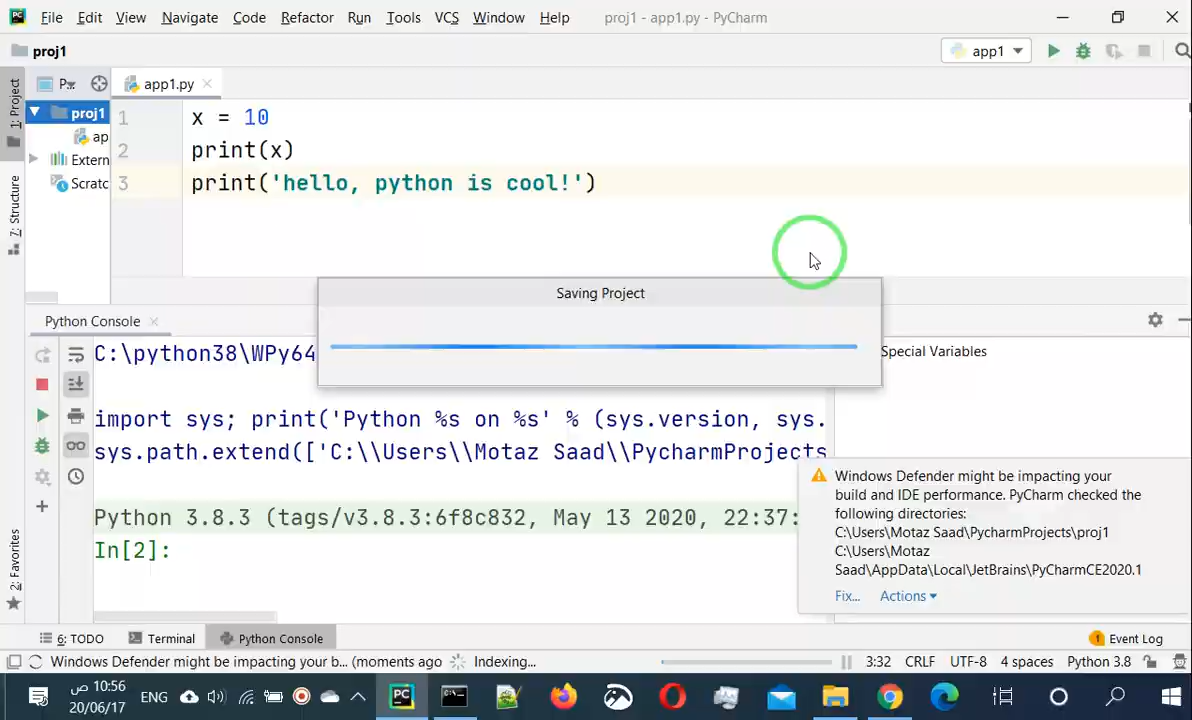 PC File Edit View Navigate Code Refactor Run Tools VCS Window Help proj1 - app1.py - PyCharm
proj1
app1
1: Project
P...
app1.py
proj1
ap
Extern
Scratc
7: Structure
2: Favorites
1 x = 10
2 print(x)
3 print('hello, python is cool!')
Saving Project
Python Console
C:\python38\WPy64
import sys; print('Python %s on %s' % (sys.version, sys.
sys.path.extend(['C:\\Users\\Motaz Saad\\PycharmProjects
Python 3.8.3 (tags/v3.8.3:6f8c832, May 13 2020, 22:37:
In[2]:
Special Variables
Windows Defender might be impacting your
build and IDE performance. PyCharm checked the
following directories:
C:\Users\Motaz Saad\PycharmProjects\proj1
C:\Users\Motaz
Saad\AppData\Local\JetBrains\PyCharmCE2020.1
Fix... Actions
6: TODO Terminal Python Console 1 Event Log
Windows Defender might be impacting your b... (moments ago Indexing... 3:32 CRLF UTF-8 4 spaces Python 3.8
10:56 ص
20/06/17
ENG
PC